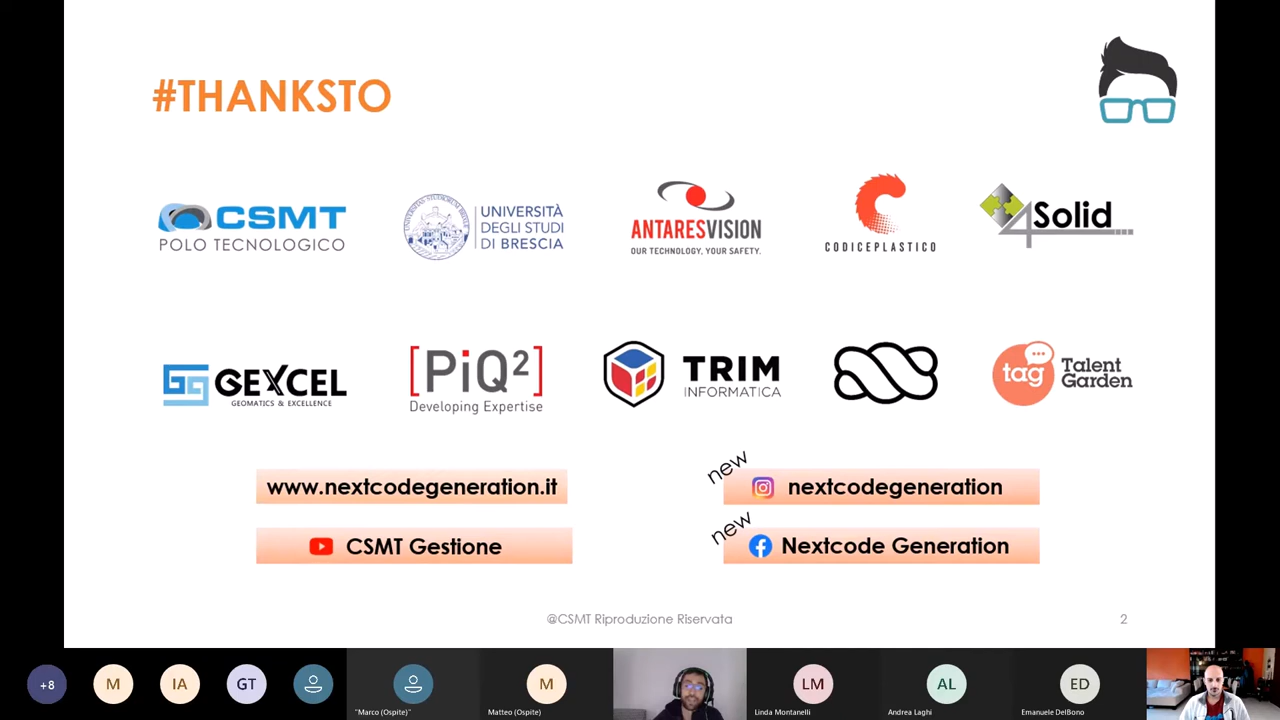 #THANKSTO
CSMT
POLO TECNOLOGICO
UNIVERSITÀ
DEGLI STUDI
DI BRESCIA
ANTARESVISION
OUR TECHNOLOGY, YOUR SAFETY.
CODICEPLASTICO
4Solid
GEXCEL
GEOMATICS & EXCELLENCE
[PiQ²]
Developing Expertise
TRIM
INFORMATICA
tag
Talent
Garden
www.nextcodegeneration.it
new
nextcodegeneration
CSMT Gestione
new
Nextcode Generation
@CSMT Riproduzione Riservata
2
+8
M
IA
GT
"Marco (Ospite)"
M
Matteo (Ospite)
LM
Linda Montanelli
AL
Andrea Laghi
ED
Emanuele DelBono